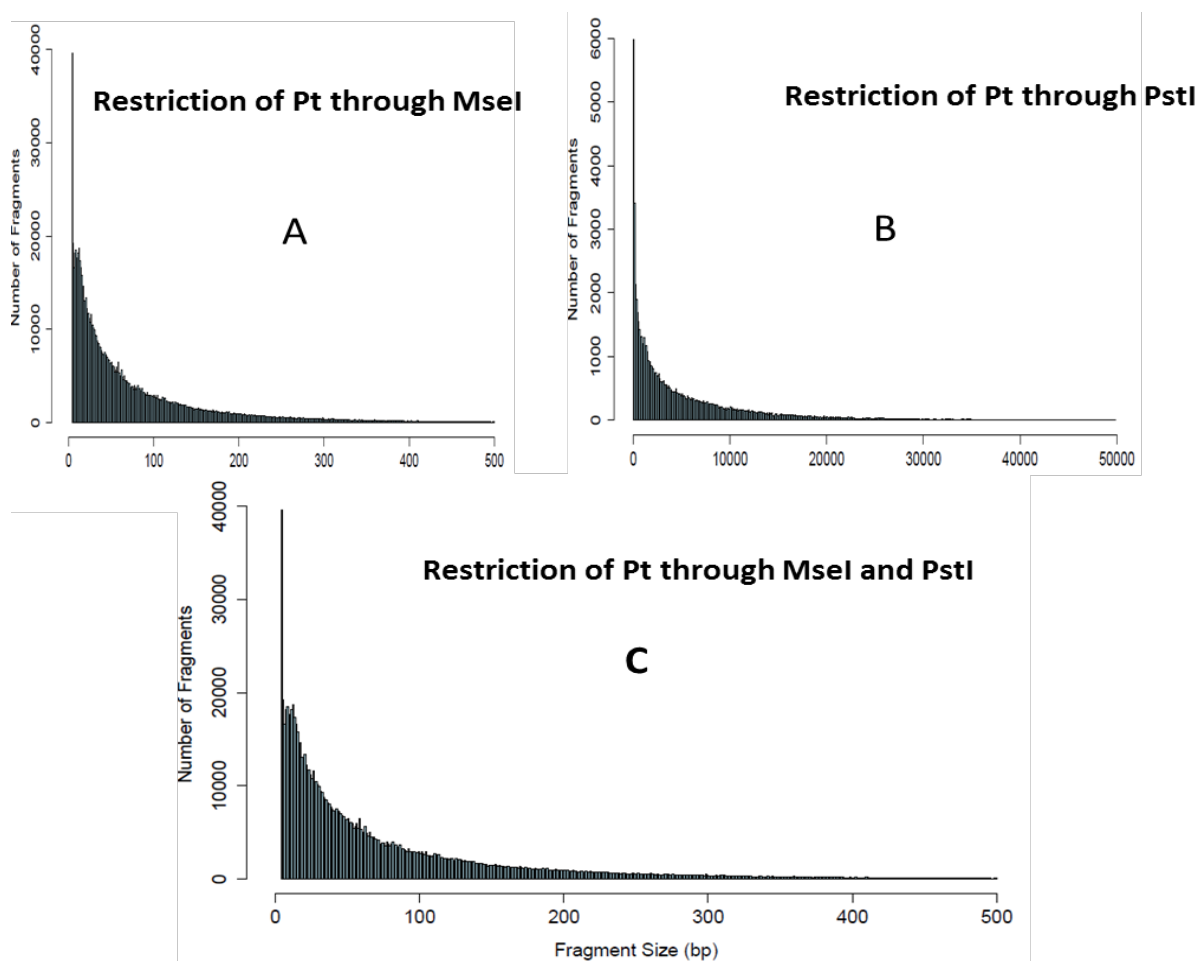 Restriction of Pt through MseI
A
Number of Fragments
0
10000
20000
30000
40000
0 100 200 300 400 500
Restriction of Pt through PstI
B
Number of Fragments
6000
5000
4000
3000
2000
1000
0
0 10000 20000 30000 40000 50000
Restriction of Pt through MseI and PstI
C
Number of Fragments
0
10000
20000
30000
40000
0 100 200 300 400 500
Fragment Size (bp)